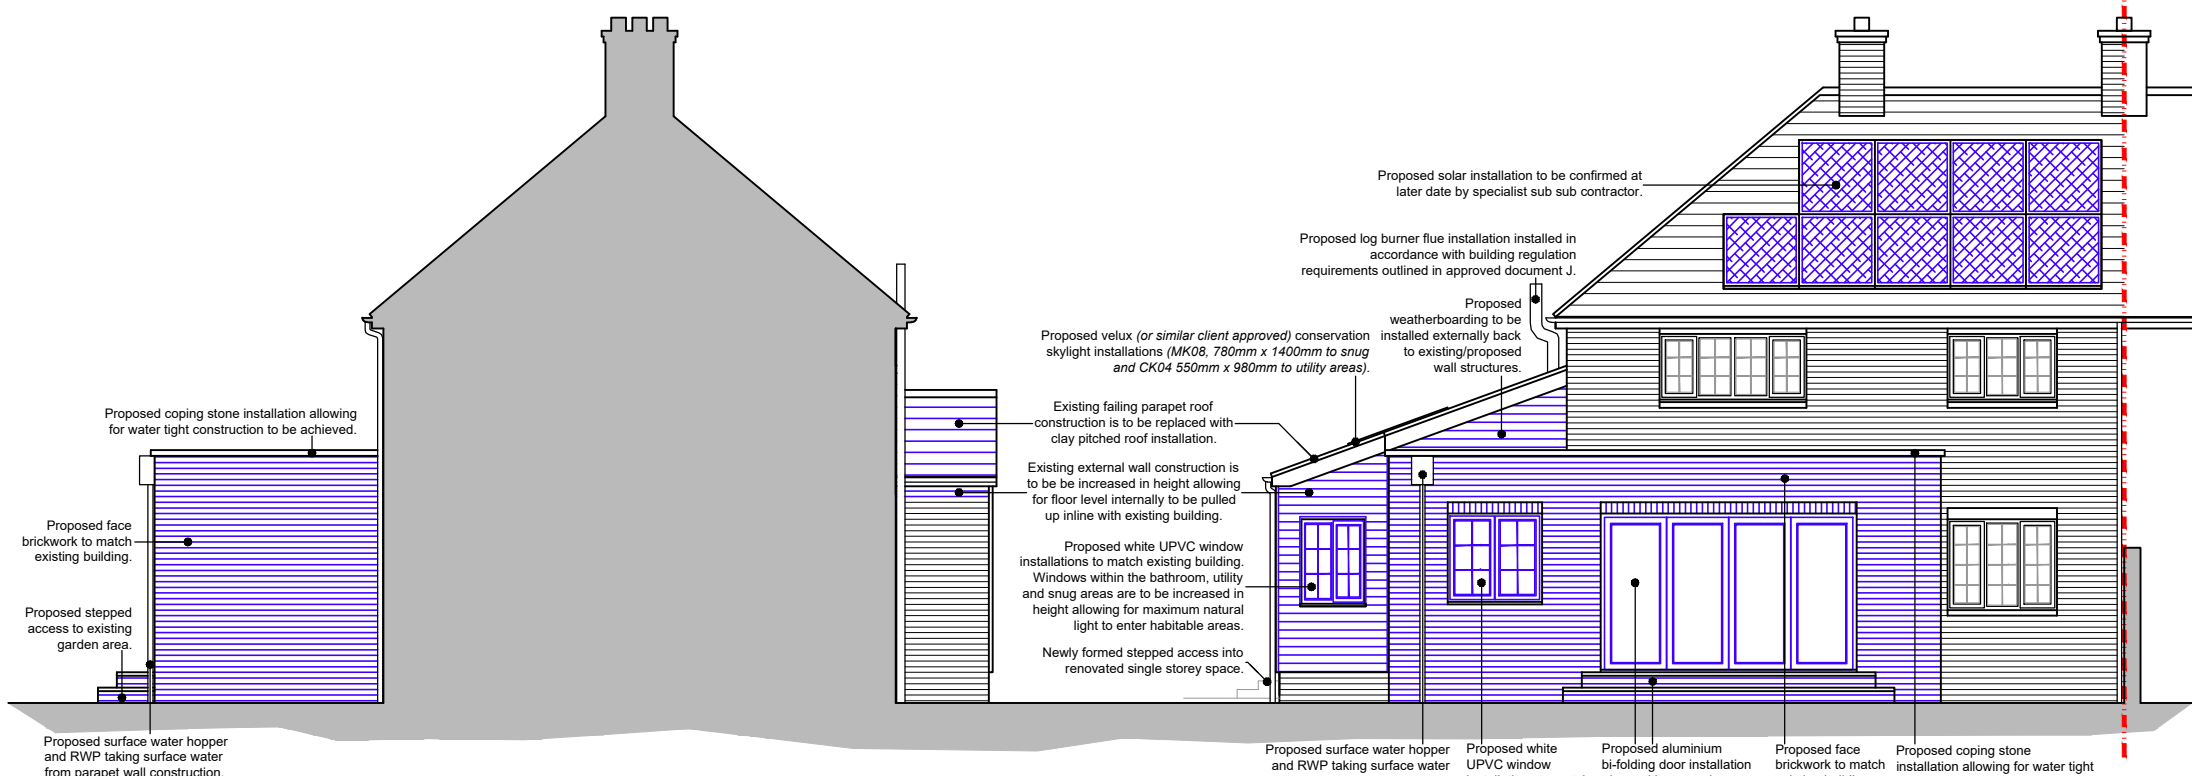 Proposed solar installation to be confirmed at
later date by specialist sub sub contractor.
Proposed log burner flue installation installed in
accordance with building regulation
requirements outlined in approved document J.
Proposed
weatherboarding to be
installed externally back
to existing/proposed
wall structures.
Proposed velux (or similar client approved) conservation
skylight installations (MK08, 780mm x 1400mm to snug
and CK04 550mm x 980mm to utility areas).
Proposed coping stone installation allowing
for water tight construction to be achieved.
Existing failing parapet roof
construction is to be replaced with
clay pitched roof installation.
Existing external wall construction is
to be be increased in height allowing
for floor level internally to be pulled
up inline with existing building.
Proposed face
brickwork to match
existing building.
Proposed white UPVC window
installations to match existing building.
Windows within the bathroom, utility
and snug areas are to be increased in
height allowing for maximum natural
light to enter habitable areas.
Proposed stepped
access to existing
garden area.
Newly formed stepped access into
renovated single storey space.
Proposed surface water hopper
and RWP taking surface water
from parapet wall construction.
Proposed surface water hopper
and RWP taking surface water
Proposed white
UPVC window
Proposed aluminium
bi-folding door installation
Proposed face
brickwork to match
Proposed coping stone
installation allowing for water tight